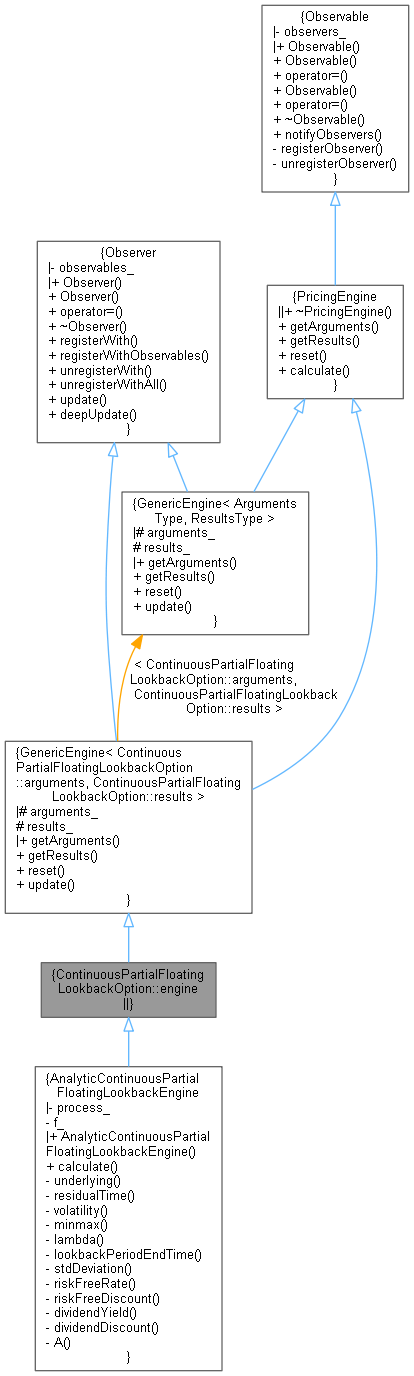 {Observable
|- observers_
|+ Observable()
+ Observable()
+ operator=()
+ Observable()
+ operator=()
+ ~Observable()
+ notifyObservers()
- registerObserver()
- unregisterObserver()
}
{Observer
|- observables_
|+ Observer()
+ Observer()
+ operator=()
+ ~Observer()
+ registerWith()
+ registerWithObservables()
+ unregisterWith()
+ unregisterWithAll()
+ update()
+ deepUpdate()
}
{PricingEngine
||+ ~PricingEngine()
+ getArguments()
+ getResults()
+ reset()
+ calculate()
}
{GenericEngine< Arguments
Type, ResultsType >
|# arguments_
# results_
|+ getArguments()
+ getResults()
+ reset()
+ update()
}
< ContinuousPartialFloating
LookbackOption::arguments,
ContinuousPartialFloatingLookback
Option::results >
{GenericEngine< Continuous
PartialFloatingLookbackOption
::arguments, ContinuousPartialFloating
LookbackOption::results >
|# arguments_
# results_
|+ getArguments()
+ getResults()
+ reset()
+ update()
}
{ContinuousPartialFloating
LookbackOption::engine
||}
{AnalyticContinuousPartial
FloatingLookbackEngine
|- process_
- f_
|+ AnalyticContinuousPartial
FloatingLookbackEngine()
+ calculate()
- underlying()
- residualTime()
- volatility()
- minmax()
- lambda()
- lookbackPeriodEndTime()
- stdDeviation()
- riskFreeRate()
- riskFreeDiscount()
- dividendYield()
- dividendDiscount()
- A()
}